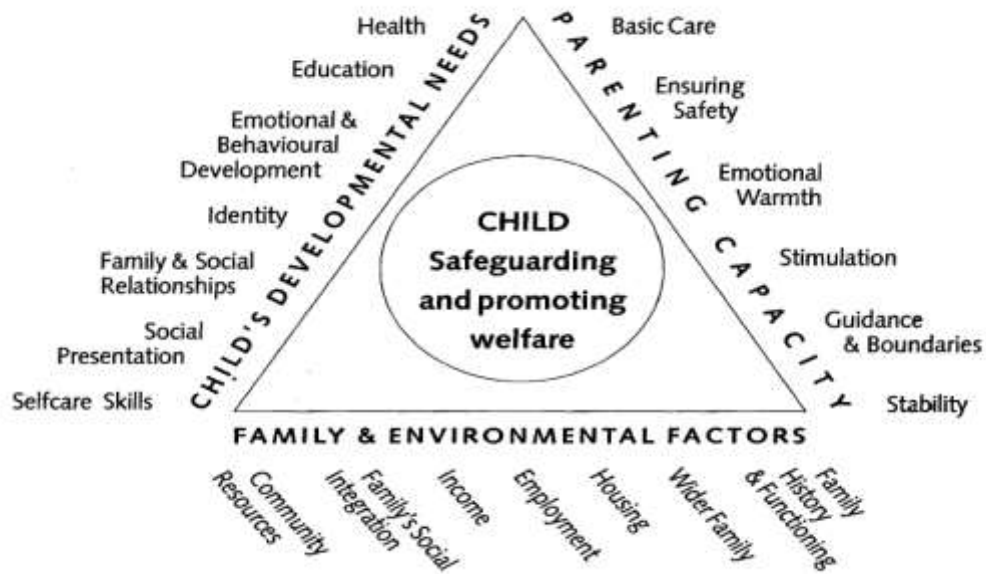 Health
Education
Emotional &
Behavioural
Development
Identity
Family & Social
Relationships
Social
Presentation
Selfcare Skills
CHILD'S DEVELOPMENTAL NEEDS
CHILD
Safeguarding
and promoting
welfare
PARENTING CAPACITY
Basic Care
Ensuring
Safety
Emotional
Warmth
Stimulation
Guidance
& Boundaries
Stability
FAMILY & ENVIRONMENTAL FACTORS
Community
Resources
Family's Social
Integration
Income
Employment
Housing
Wider Family
Family
History
& Functioning